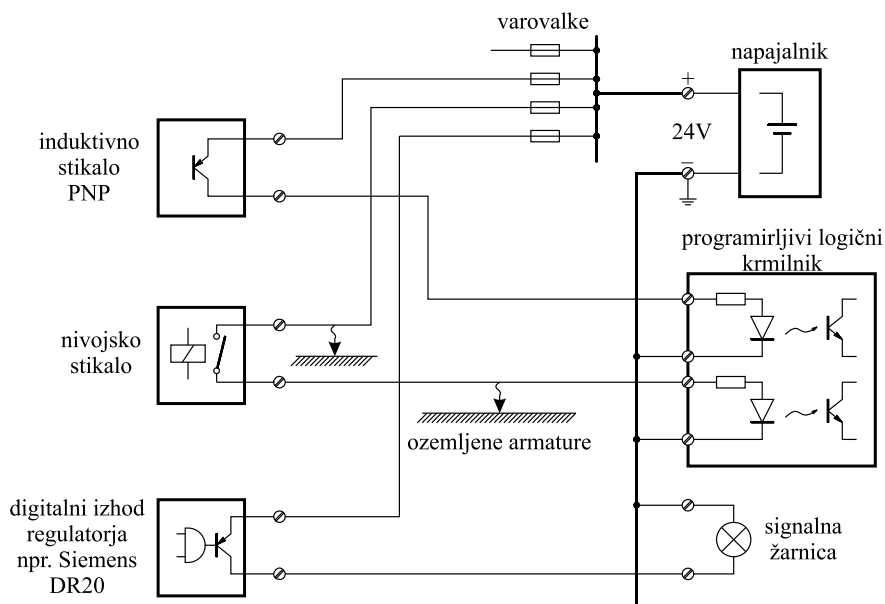 varovalke
napajalnik
+
24V
−
induktivno
stikalo
PNP
programirljivi logični
krmilnik
nivojsko
stikalo
ozemljene armature
digitalni izhod
regulatorja
npr. Siemens
DR20
signalna
žarnica